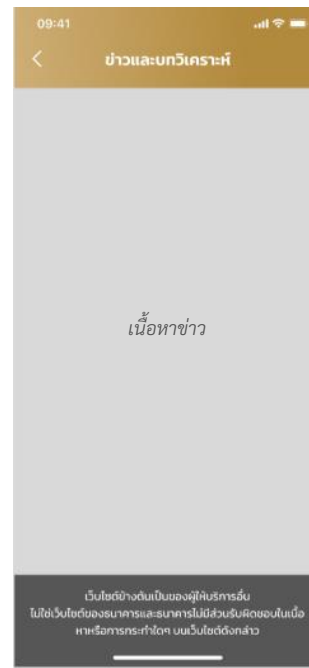 09:41
ข่าวและบทวิเคราะห์
เนื้อหาข่าว
เว็บไซต์ข้างต้นเป็นของผู้ให้บริการอื่น
ไม่ใช่เว็บไซต์ของธนาคารและธนาคารไม่มีส่วนรับผิดชอบในเนื้อ
หาหรือการกระทำใดๆ บนเว็บไซต์ดังกล่าว